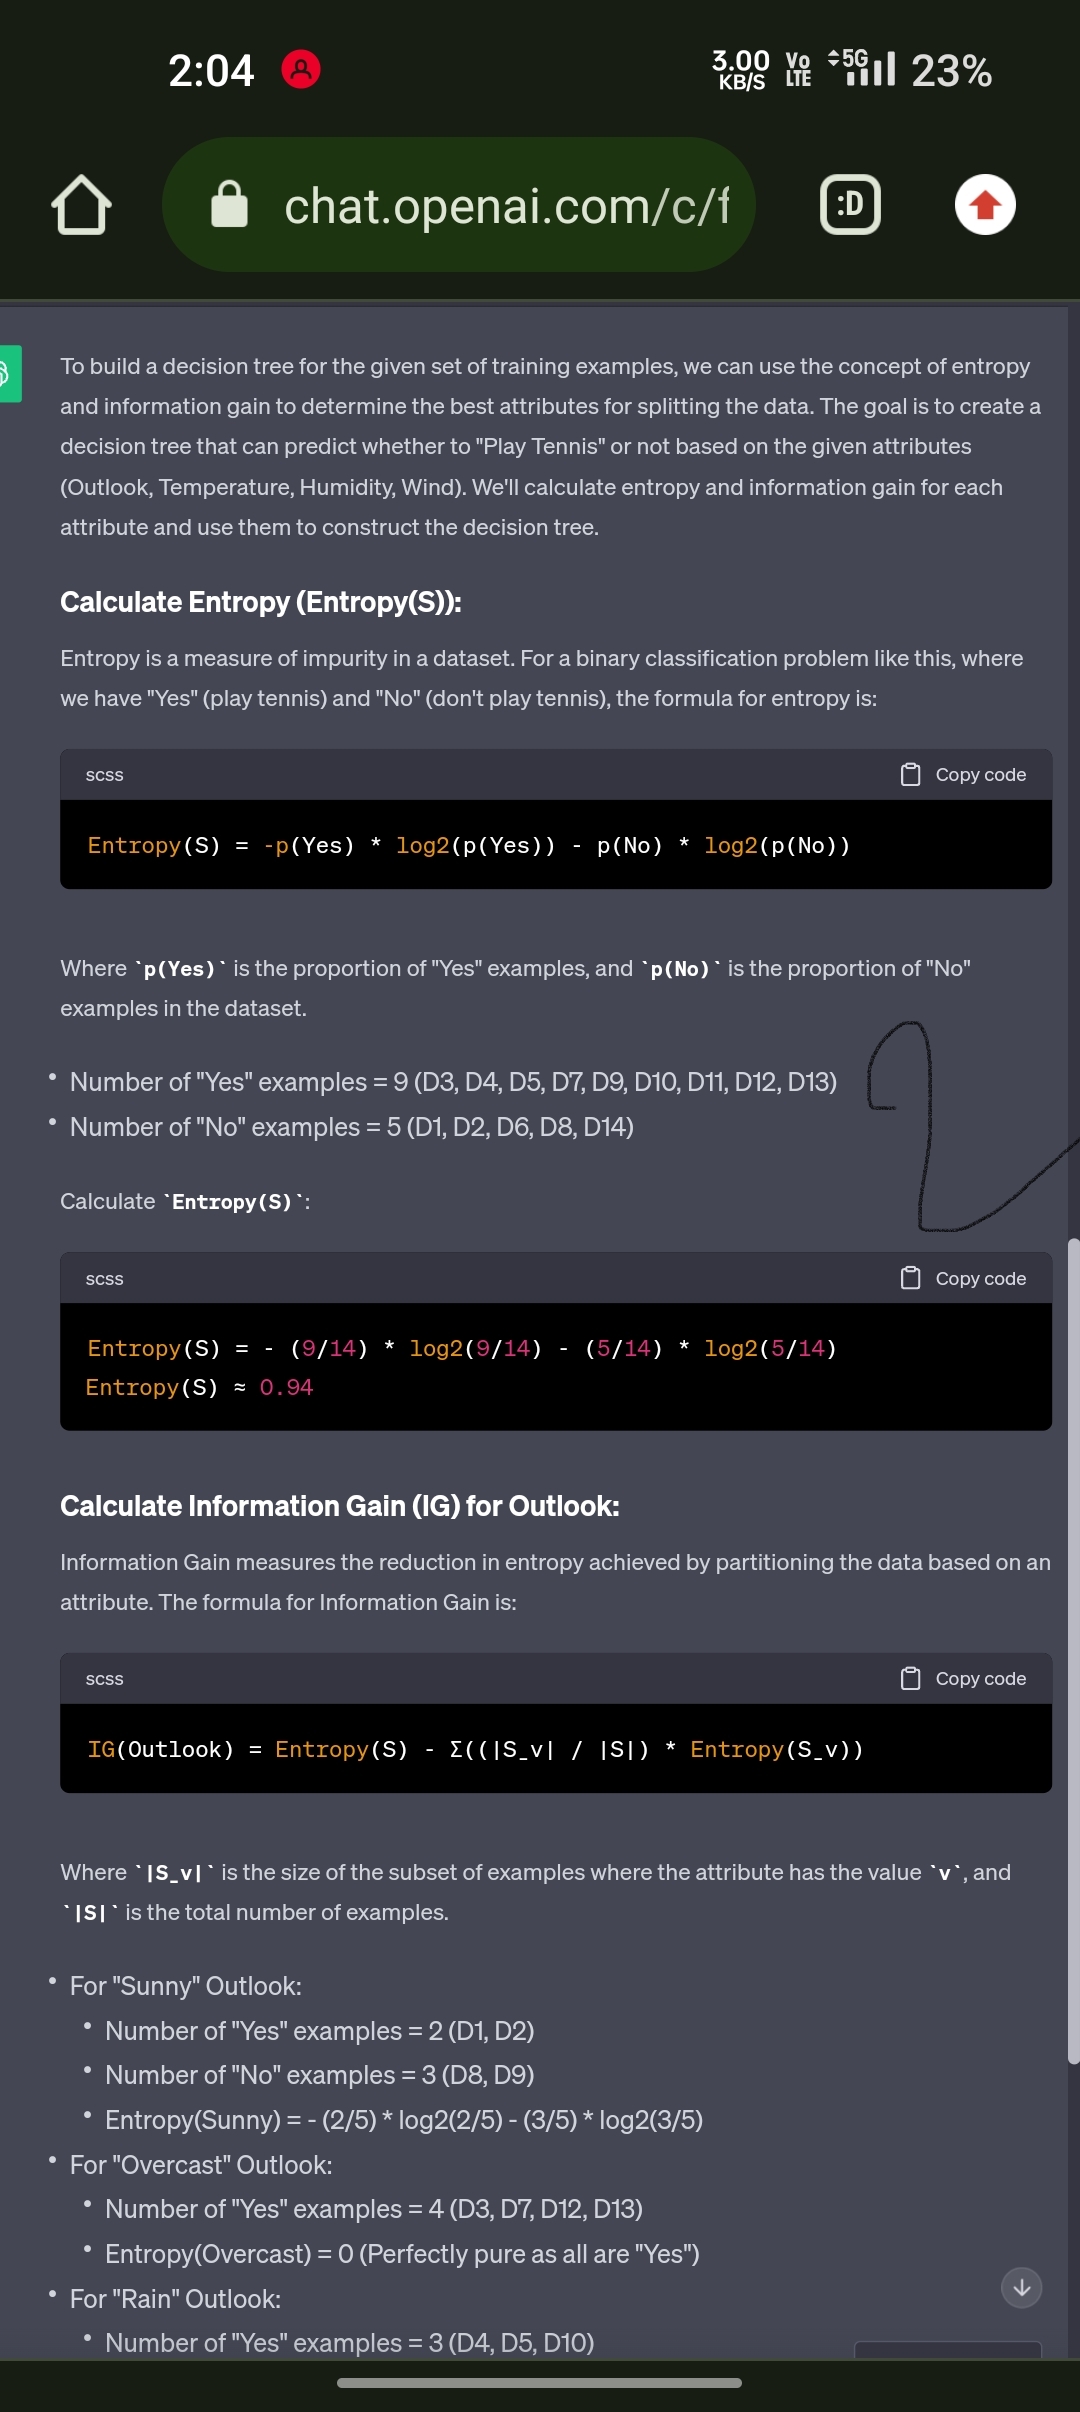 2:04
3.00 KB/S Vo LTE 5G 23%
chat.openai.com/c/f
:D
To build a decision tree for the given set of training examples, we can use the concept of entropy
and information gain to determine the best attributes for splitting the data. The goal is to create a
decision tree that can predict whether to "Play Tennis" or not based on the given attributes
(Outlook, Temperature, Humidity, Wind). We'll calculate entropy and information gain for each
attribute and use them to construct the decision tree.
Calculate Entropy (Entropy(S)):
Entropy is a measure of impurity in a dataset. For a binary classification problem like this, where
we have "Yes" (play tennis) and "No" (don't play tennis), the formula for entropy is:
scss Copy code
Entropy(S) = -p(Yes) * log2(p(Yes)) - p(No) * log2(p(No))
Where `p(Yes)` is the proportion of "Yes" examples, and `p(No)` is the proportion of "No"
examples in the dataset.
• Number of "Yes" examples = 9 (D3, D4, D5, D7, D9, D10, D11, D12, D13)
• Number of "No" examples = 5 (D1, D2, D6, D8, D14)
2
Calculate `Entropy(S)`:
scss Copy code
Entropy(S) = - (9/14) * log2(9/14) - (5/14) * log2(5/14)
Entropy(S) ≈ 0.94
Calculate Information Gain (IG) for Outlook:
Information Gain measures the reduction in entropy achieved by partitioning the data based on an
attribute. The formula for Information Gain is:
scss Copy code
IG(Outlook) = Entropy(S) - Σ((|S_v| / |S|) * Entropy(S_v))
Where `|S_v|` is the size of the subset of examples where the attribute has the value `v`, and
`|S|` is the total number of examples.
• For "Sunny" Outlook:
• Number of "Yes" examples = 2 (D1, D2)
• Number of "No" examples = 3 (D8, D9)
• Entropy(Sunny) = - (2/5) * log2(2/5) - (3/5) * log2(3/5)
• For "Overcast" Outlook:
• Number of "Yes" examples = 4 (D3, D7, D12, D13)
• Entropy(Overcast) = 0 (Perfectly pure as all are "Yes")
• For "Rain" Outlook:
• Number of "Yes" examples = 3 (D4, D5, D10)